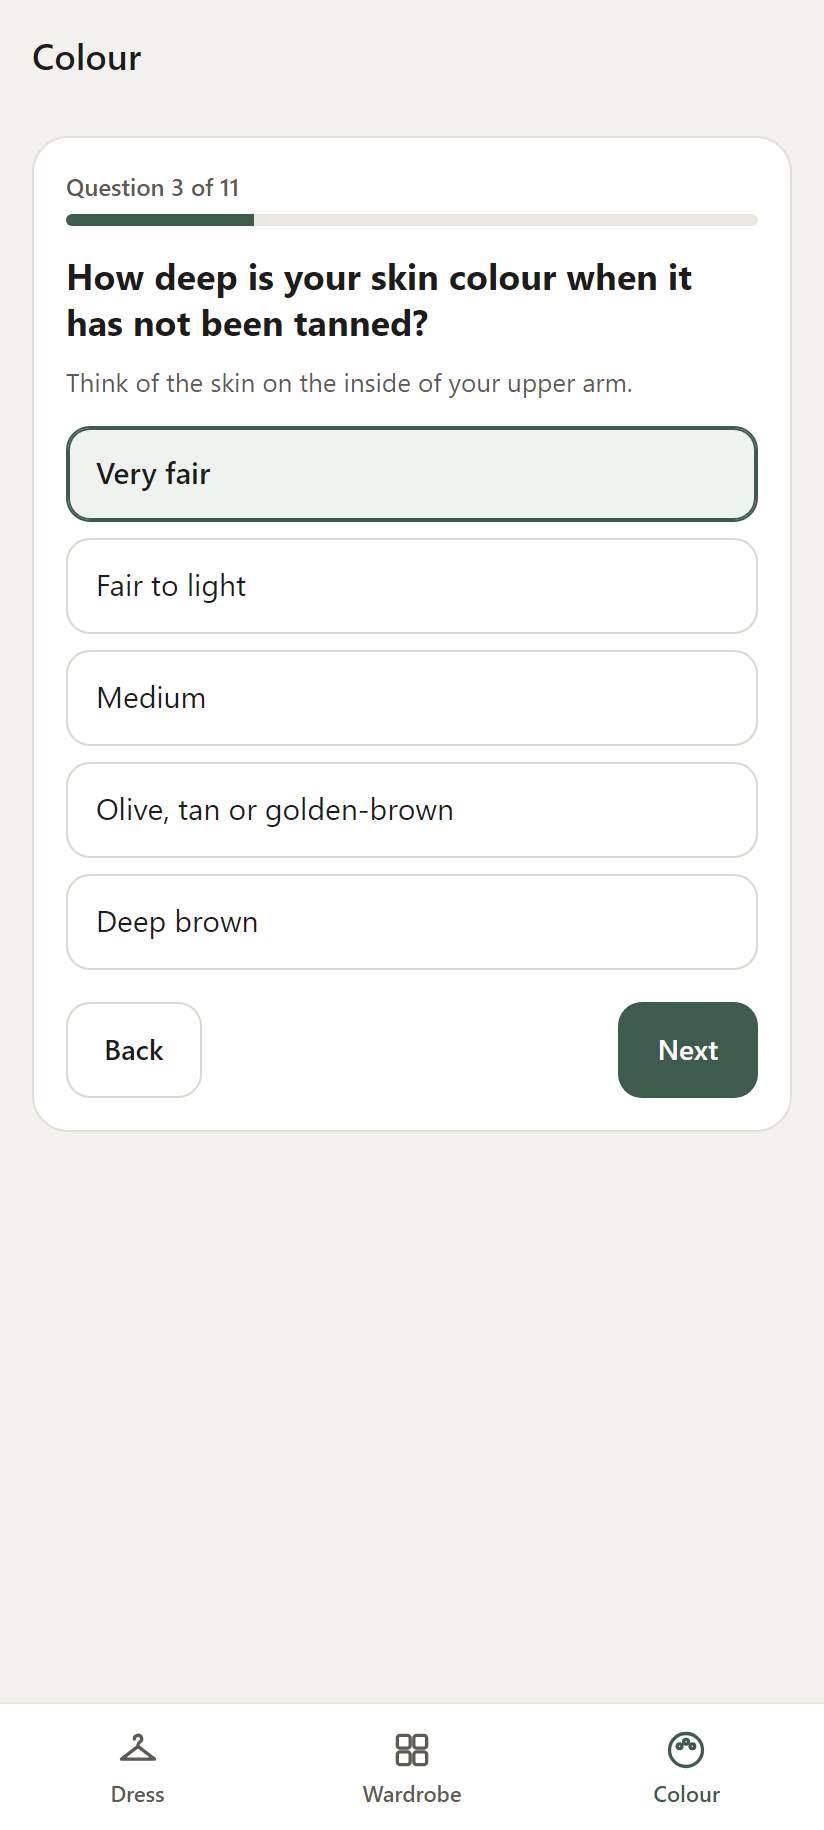 Colour
Question 3 of 11
How deep is your skin colour when it
has not been tanned?
Think of the skin on the inside of your upper arm.
Very fair
Fair to light
Medium
Olive, tan or golden-brown
Deep brown
Back
Next
Dress
Wardrobe
Colour